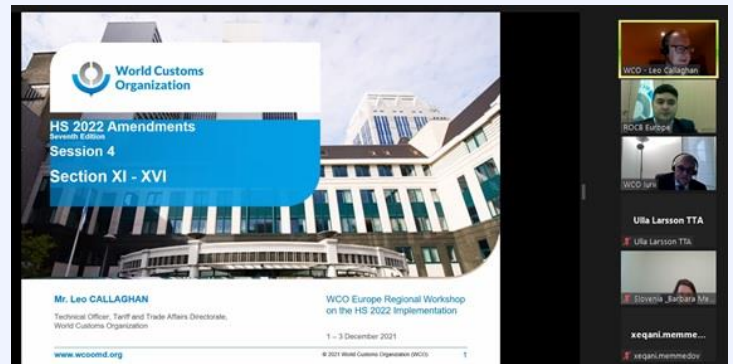 World Customs
Organization
HS 2022 Amendments
Seventh Edition
Session 4
Section XI - XVI
Mr. Leo CALLAGHAN
Technical Officer, Tariff and Trade Affairs Directorate,
World Customs Organization
WCO Europe Regional Workshop
on the HS 2022 Implementation
1 – 3 December 2021
www.wcoomd.org
© 2021 World Customs Organization (WCO)
1
WCO - Leo Callaghan
ROCB Europe
WCO
Ulla Larsson TTA
Ulla Larsson TTA
Slovenia _Barbara Me...
xeqani.memme...
xeqani.memmedov